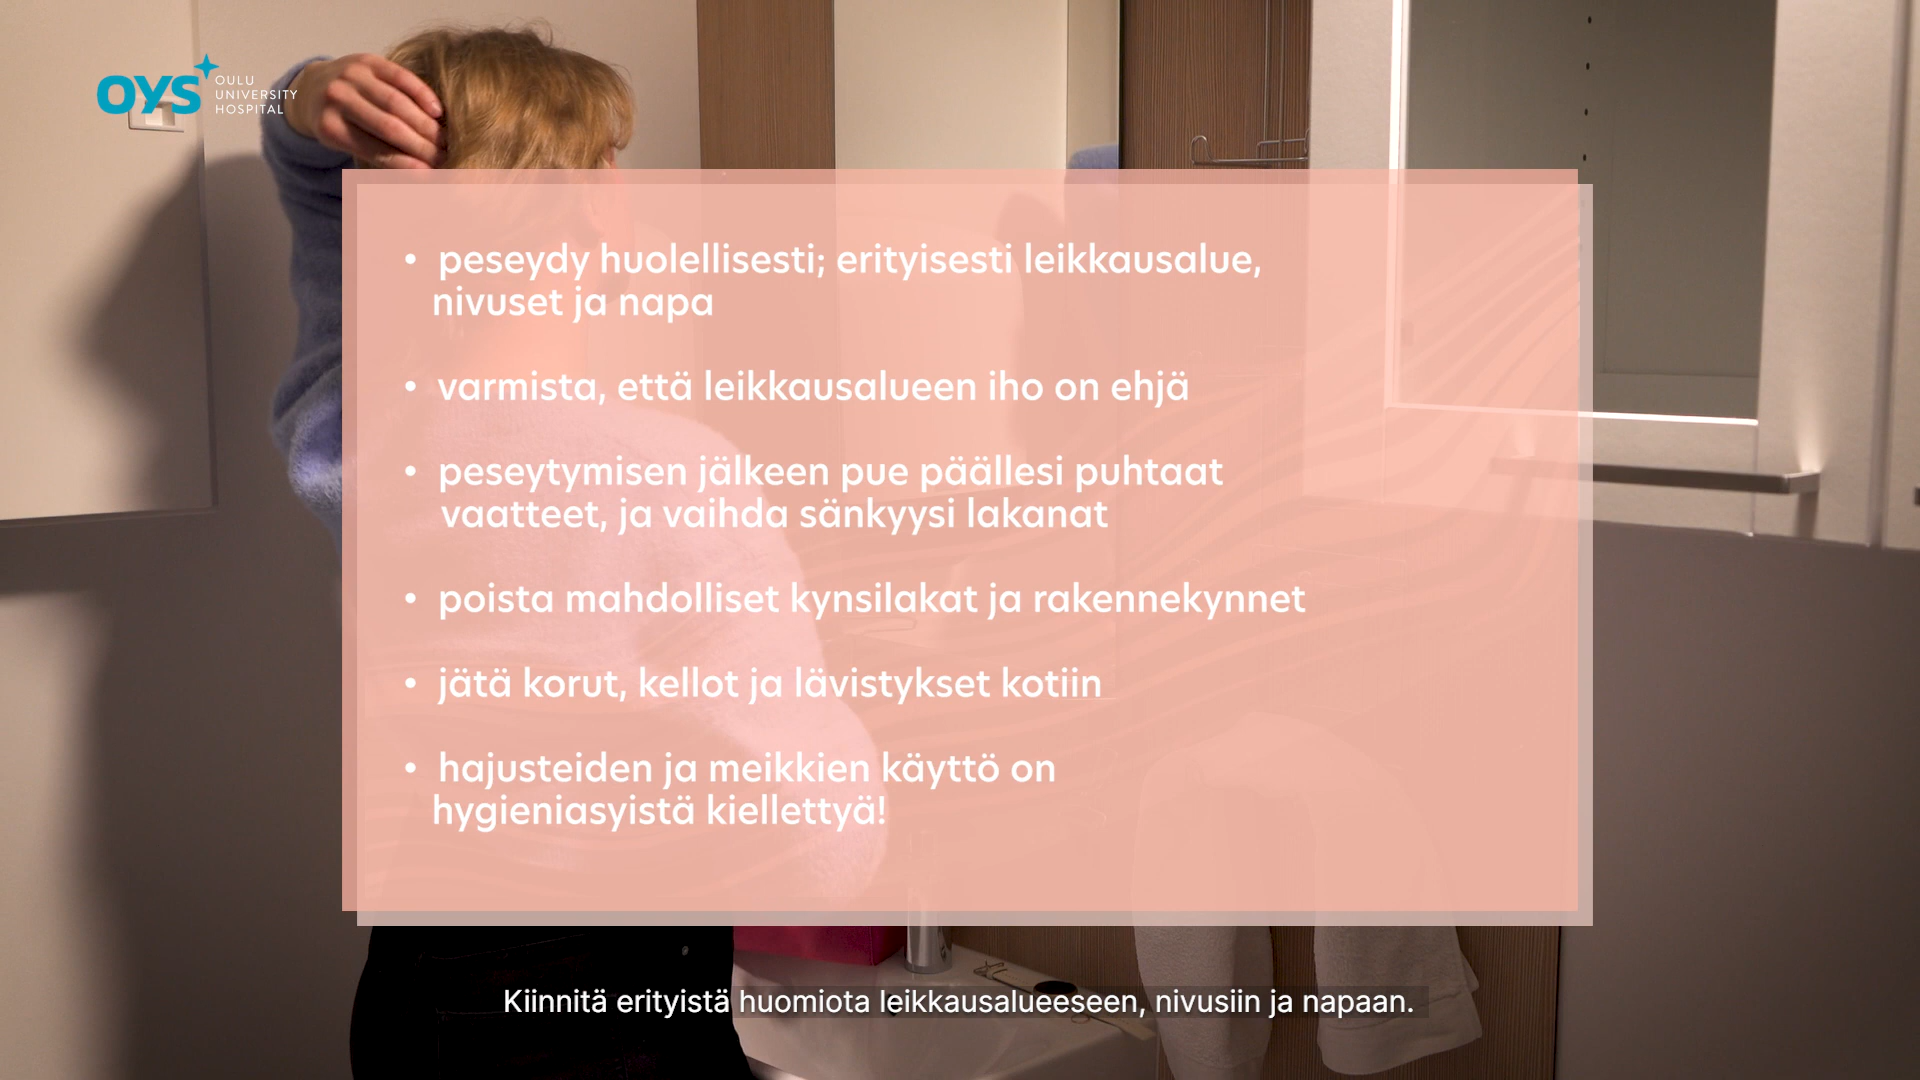 oys
OULU
UNIVERSITY
HOSPITAL
• peseydy huolellisesti; erityisesti leikkausalue,
nivuset ja napa
• varmista, että leikkausalueen iho on ehjä
• peseytymisen jälkeen pue päällesi puhtaat
vaatteet, ja vaihda sänkyysi lakanat
• poista mahdolliset kynsilakat ja rakennekynnet
• jätä korut, kellot ja lävistykset kotiin
• hajusteiden ja meikkien käyttö on
hygieniasyistä kiellettyä!
Kiinnitä erityistä huomiota leikkausalueeseen, nivusiin ja napaan.